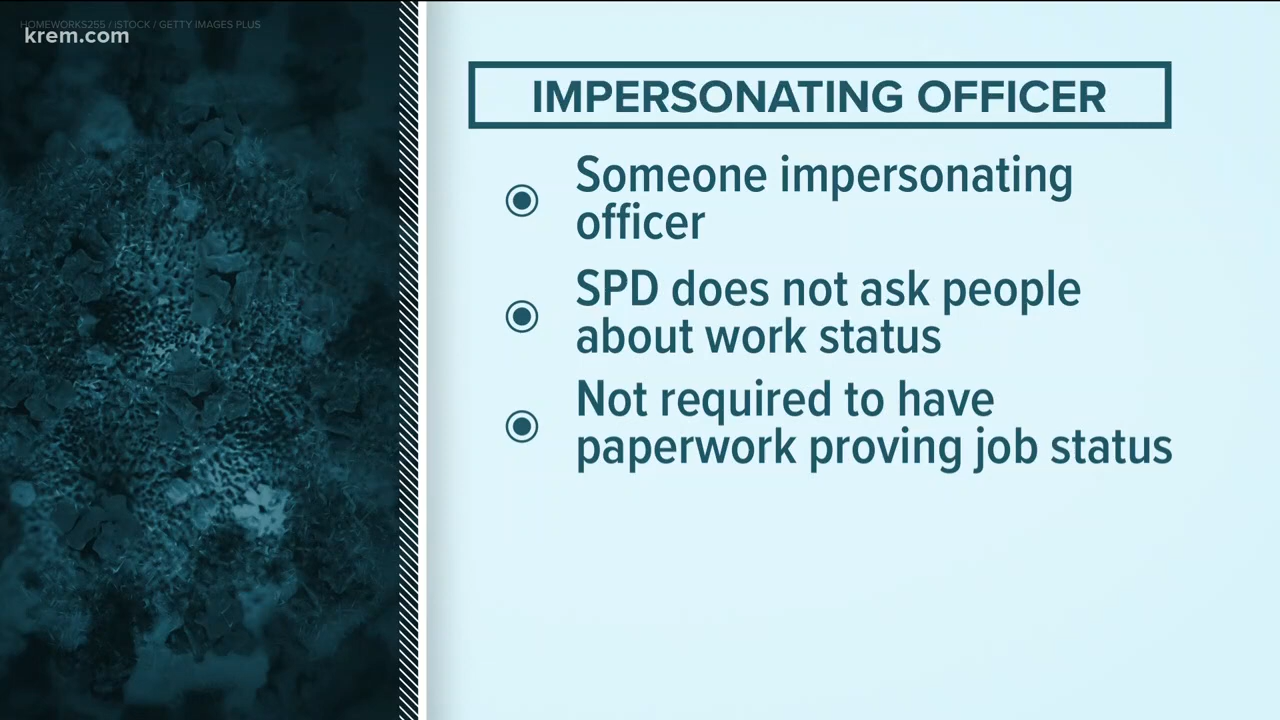 HOMEWORKS255 / iSTOCK / GETTY IMAGES PLUS
krem.com
IMPERSONATING OFFICER
Someone impersonating
officer
SPD does not ask people
about work status
Not required to have
paperwork proving job status